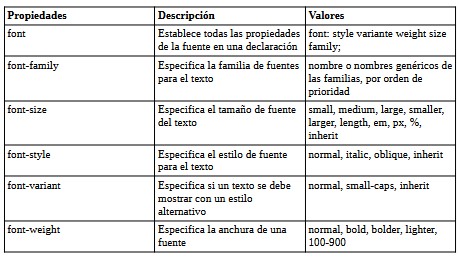 Propiedades Descripción Valores
font Establece todas las propiedades font: style variante weight size
de la fuente en una declaración family;
font-family Especifica la familia de fuentes nombre o nombres genéricos de
para el texto las familias, por orden de
prioridad
font-size Especifica el tamaño de fuente small, medium, large, smaller,
del texto larger, length, em, px, %,
inherit
font-style Especifica el estilo de fuente normal, italic, oblique, inherit
para el texto
font-variant Especifica si un texto se debe normal, small-caps, inherit
mostrar con un estilo
alternativo
font-weight Especifica la anchura de una normal, bold, bolder, lighter,
fuente 100-900